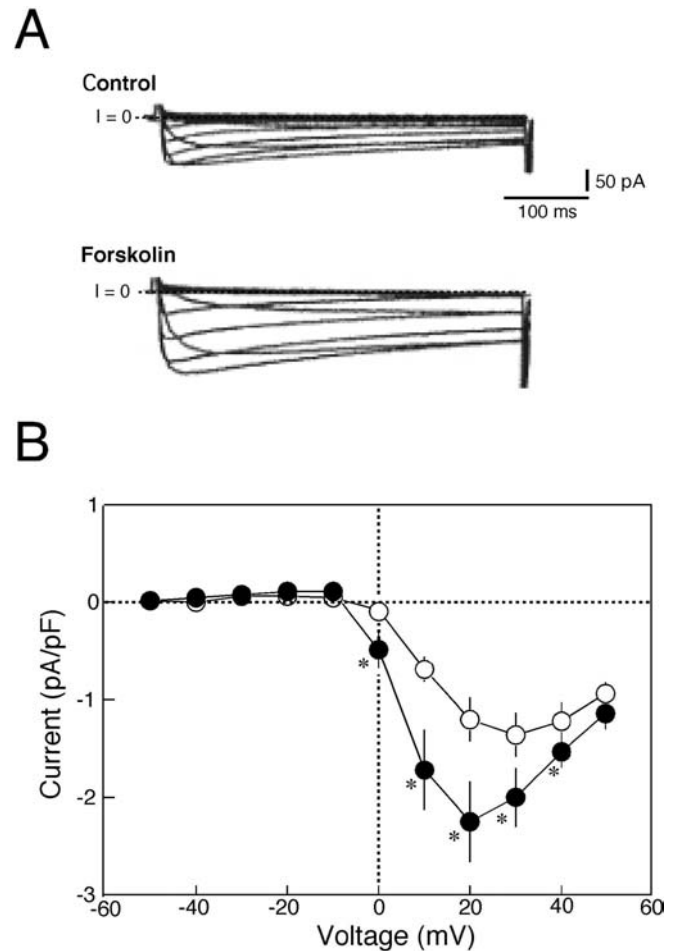 A
Control
I = 0
50 pA
100 ms
Forskolin
I = 0
B
1
0
-1
-2
-3
Current (pA/pF)
*
*
*
*
*
-60
-40
-20
0
20
40
60
Voltage (mV)